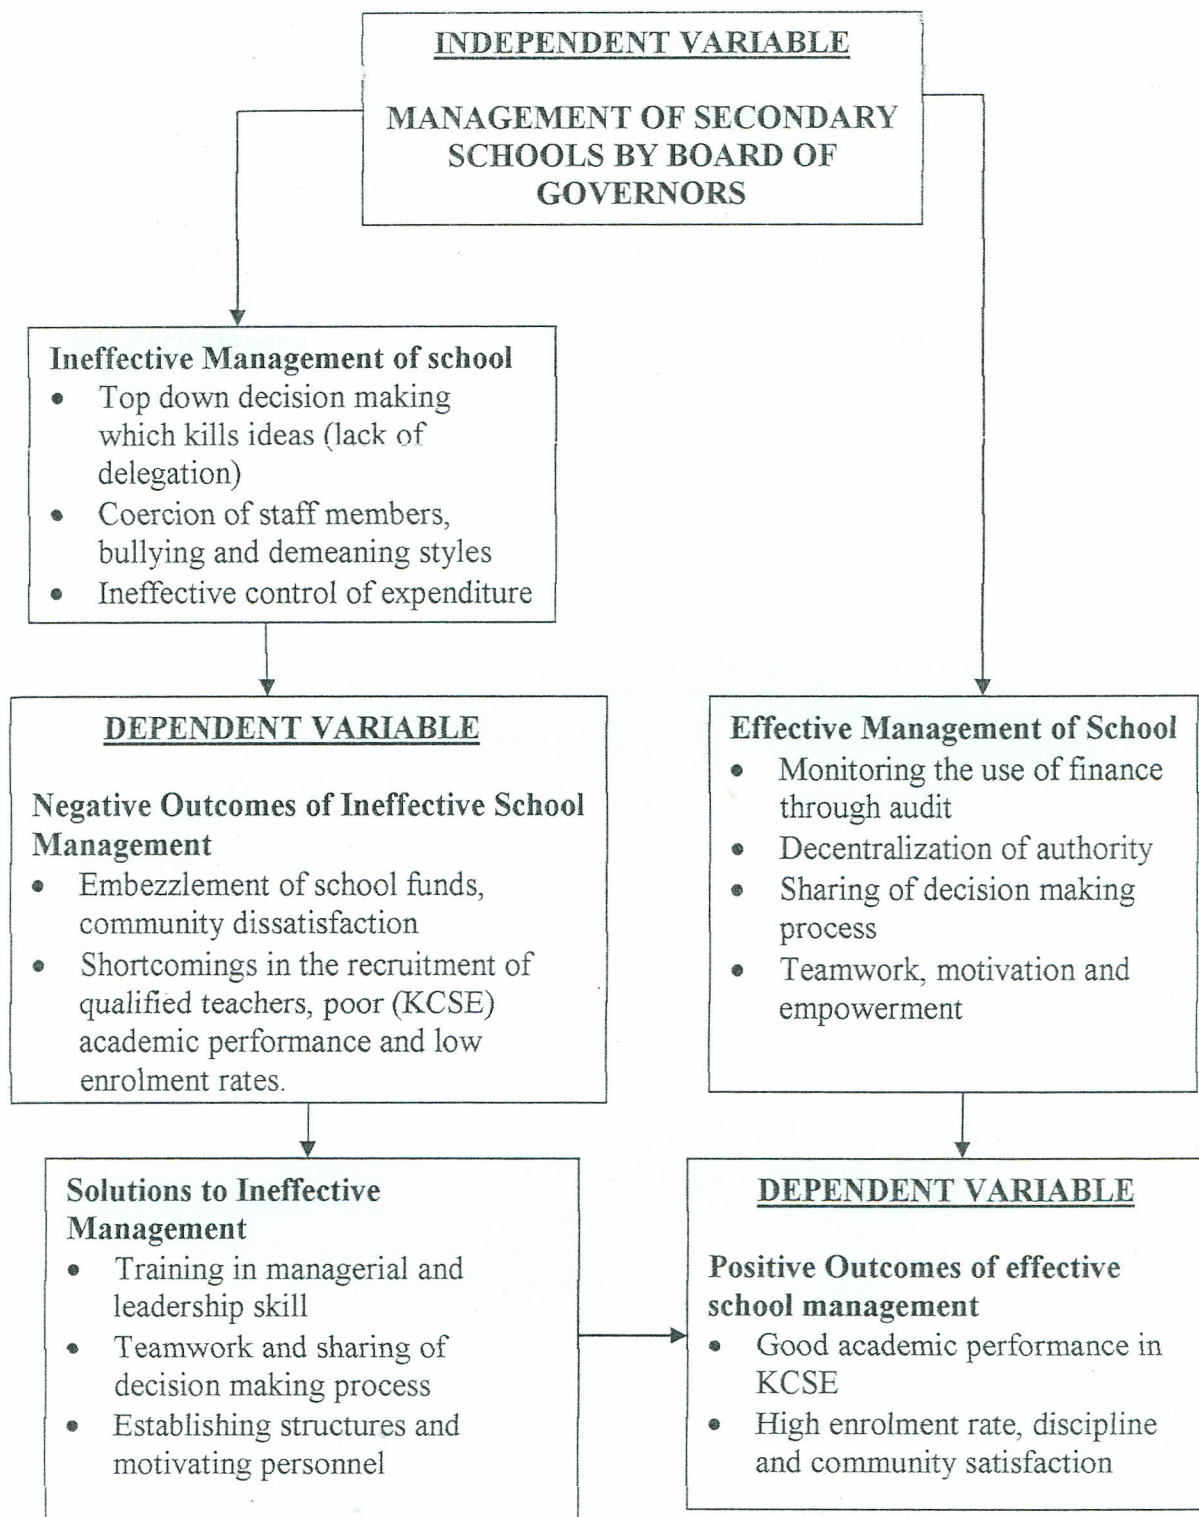 INDEPENDENT VARIABLE
MANAGEMENT OF SECONDARY
SCHOOLS BY BOARD OF
GOVERNORS
Ineffective Management of school
• Top down decision making
which kills ideas (lack of
delegation)
• Coercion of staff members,
bullying and demeaning styles
• Ineffective control of expenditure
DEPENDENT VARIABLE
Negative Outcomes of Ineffective School
Management
• Embezzlement of school funds,
community dissatisfaction
• Shortcomings in the recruitment of
qualified teachers, poor (KCSE)
academic performance and low
enrolment rates.
Effective Management of School
• Monitoring the use of finance
through audit
• Decentralization of authority
• Sharing of decision making
process
• Teamwork, motivation and
empowerment
Solutions to Ineffective
Management
• Training in managerial and
leadership skill
• Teamwork and sharing of
decision making process
• Establishing structures and
motivating personnel
DEPENDENT VARIABLE
Positive Outcomes of effective
school management
• Good academic performance in
KCSE
• High enrolment rate, discipline
and community satisfaction